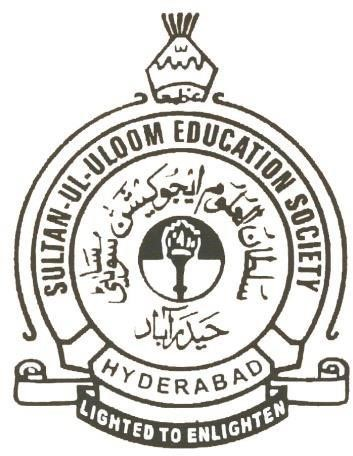 SULTAN-UL-ULOOM EDUCATION SOCIETY
سلطان العلوم ایجوکیشن سوسائٹی
حیدرآباد
HYDERABAD
LIGHTED TO ENLIGHTEN